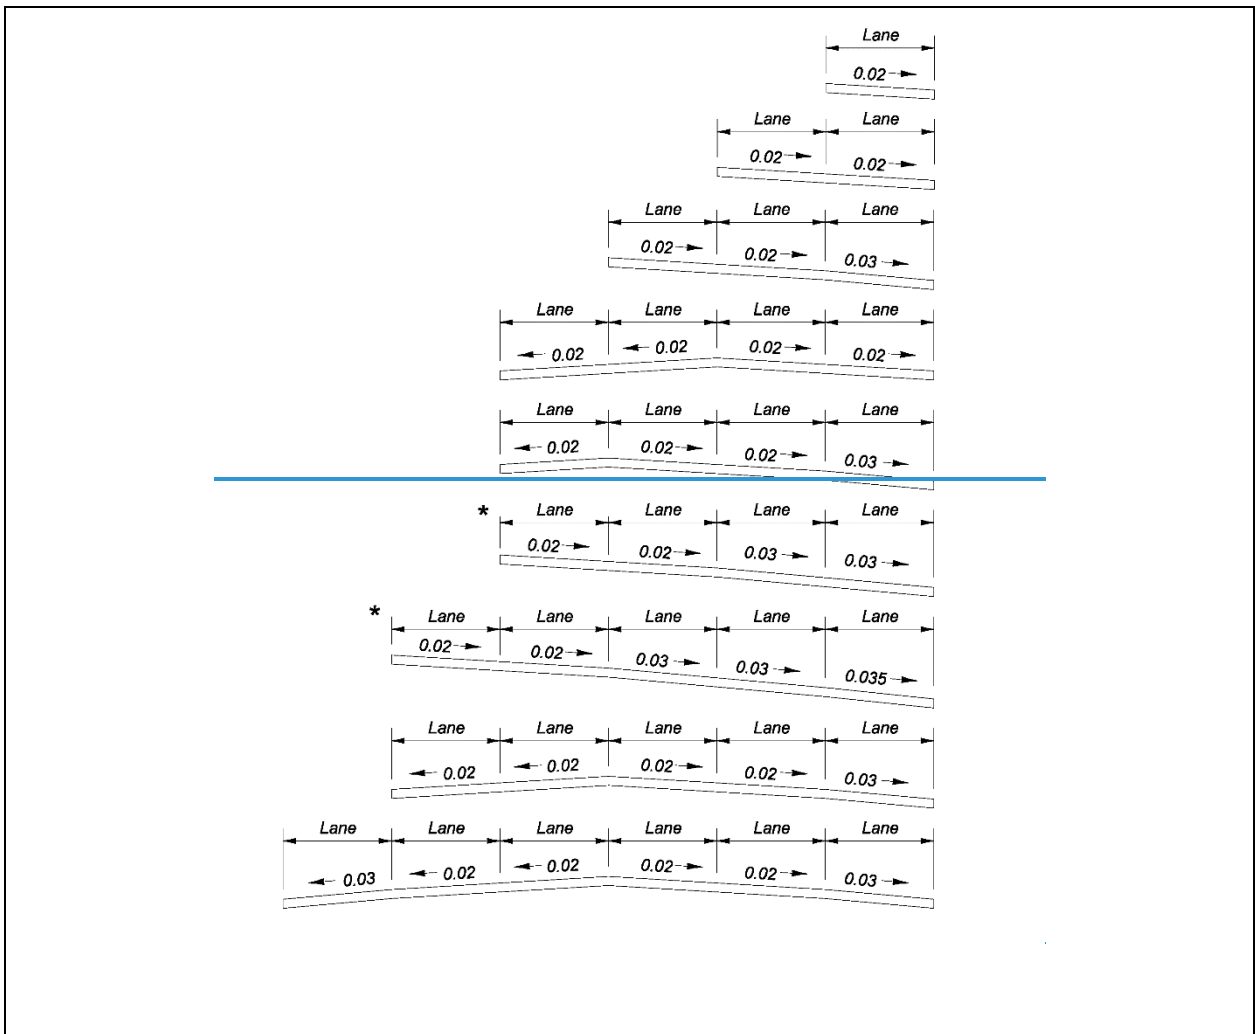 Lane
0.02
Lane Lane
0.02 0.02
Lane Lane Lane
0.02 0.02 0.03
Lane Lane Lane Lane
0.02 0.02 0.02 0.02
Lane Lane Lane Lane
0.02 0.02 0.02 0.03
* Lane Lane Lane Lane
0.02 0.02 0.03 0.03
* Lane Lane Lane Lane Lane
0.02 0.02 0.03 0.03 0.035
Lane Lane Lane Lane Lane
0.02 0.02 0.02 0.02 0.03
Lane Lane Lane Lane Lane Lane
0.03 0.02 0.02 0.02 0.02 0.03